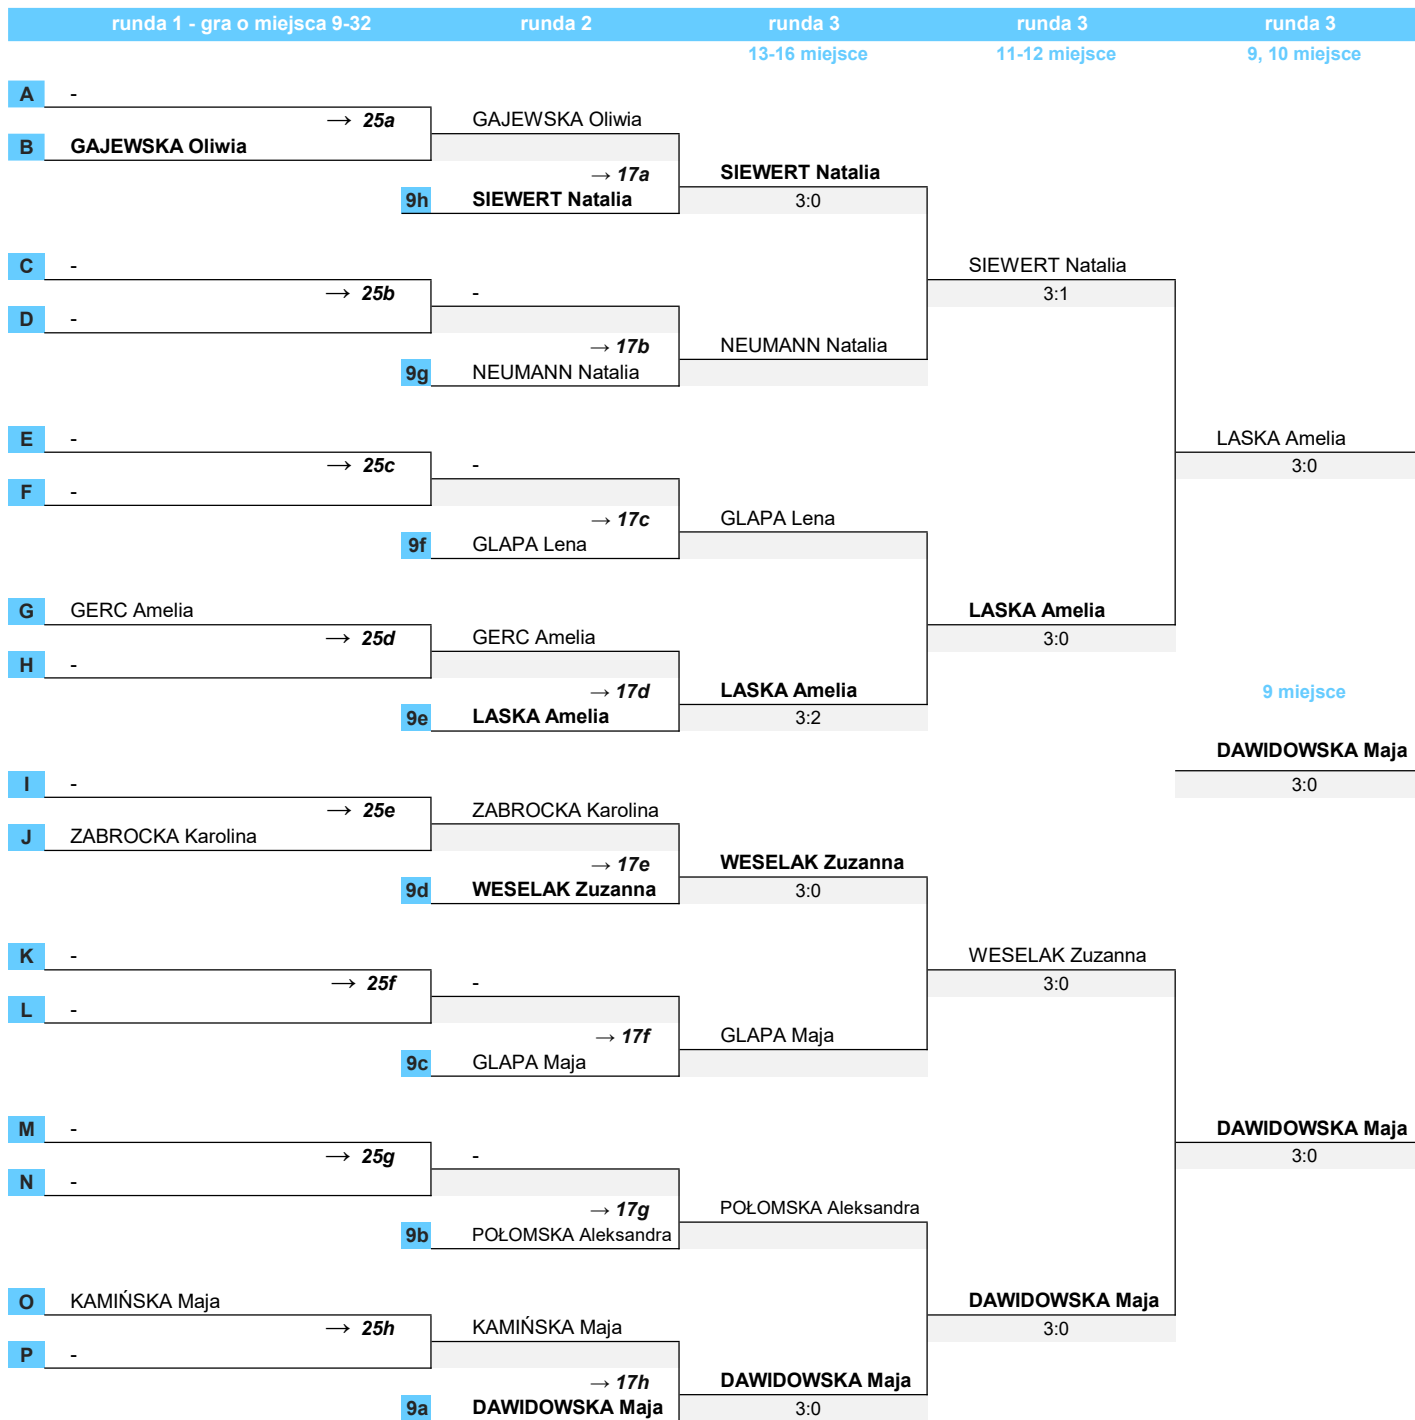 runda 1 - gra o miejsca 9-32 runda 2 runda 3 runda 3 runda 3
13-16 miejsce 11-12 miejsce 9, 10 miejsce
A -
→ 25a GAJEWSKA Oliwia
B GAJEWSKA Oliwia
→ 17a SIEWERT Natalia
9h SIEWERT Natalia 3:0
C - SIEWERT Natalia
→ 25b - 3:1
D -
→ 17b NEUMANN Natalia
9g NEUMANN Natalia
E - LASKA Amelia
→ 25c - 3:0
F -
→ 17c GLAPA Lena
9f GLAPA Lena
G GERC Amelia LASKA Amelia
→ 25d GERC Amelia 3:0
H -
→ 17d LASKA Amelia 9 miejsce
9e LASKA Amelia 3:2
DAWIDOWSKA Maja
I - 3:0
→ 25e ZABROCKA Karolina
J ZABROCKA Karolina
→ 17e WESELAK Zuzanna
9d WESELAK Zuzanna 3:0
K - WESELAK Zuzanna
→ 25f - 3:0
L -
→ 17f GLAPA Maja
9c GLAPA Maja
M - DAWIDOWSKA Maja
→ 25g - 3:0
N -
→ 17g POŁOMSKA Aleksandra
9b POŁOMSKA Aleksandra
O KAMIŃSKA Maja DAWIDOWSKA Maja
→ 25h KAMIŃSKA Maja 3:0
P -
→ 17h DAWIDOWSKA Maja
9a DAWIDOWSKA Maja 3:0